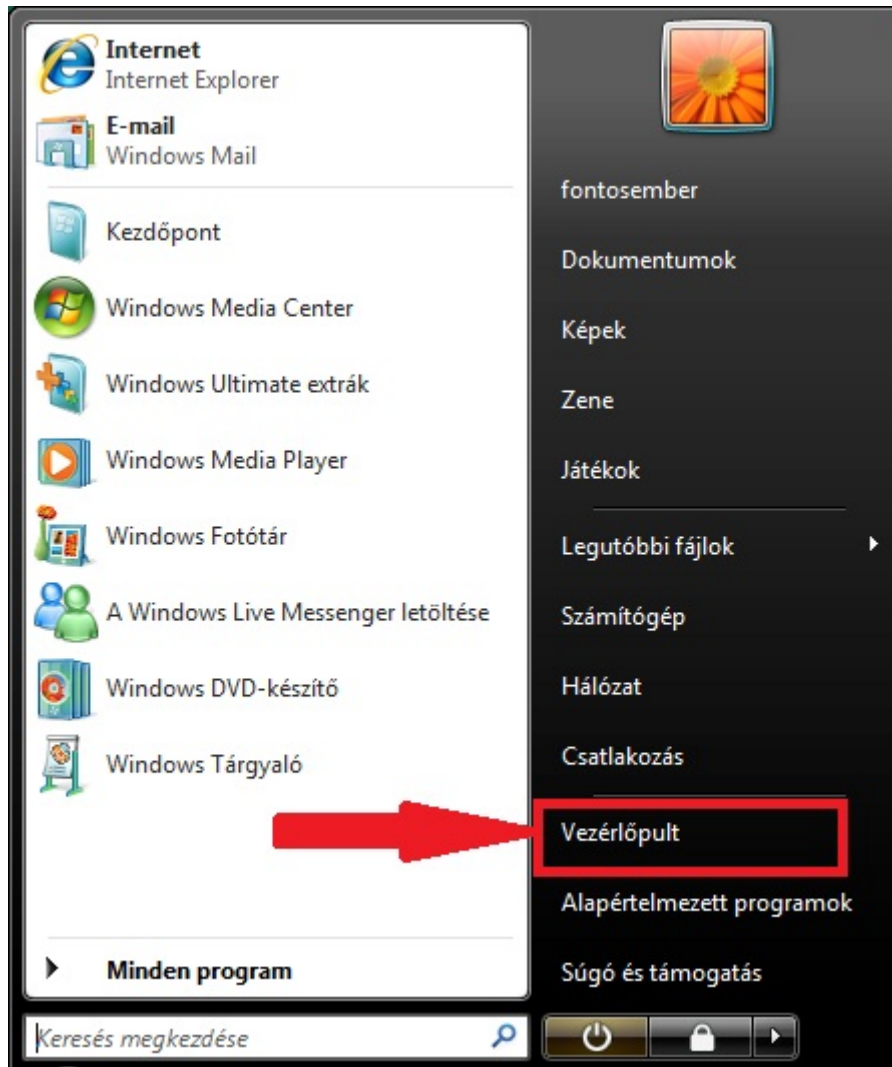 Internet
Internet Explorer
E-mail
Windows Mail
Kezdőpont
Windows Media Center
Windows Ultimate extrák
Windows Media Player
Windows Fotótár
A Windows Live Messenger letöltése
Windows DVD-készítő
Windows Tárgyaló
Minden program
Keresés megkezdése
fontosember
Dokumentumok
Képek
Zene
Játékok
Legutóbbi fájlok
Számítógép
Hálózat
Csatlakozás
Vezérlőpult
Alapértelmezett programok
Súgó és támogatás